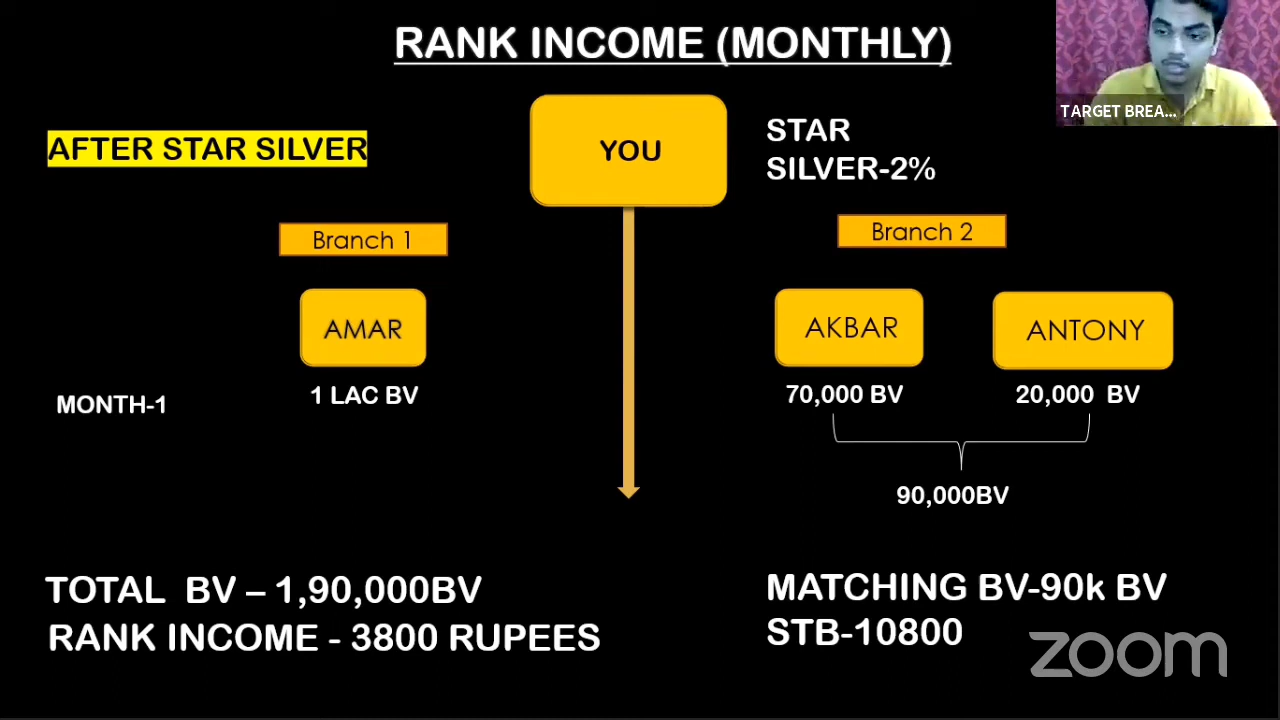 RANK INCOME (MONTHLY)
TARGET BREA...
AFTER STAR SILVER
YOU
STAR
SILVER-2%
Branch 1
Branch 2
AMAR
AKBAR
ANTONY
MONTH-1
1 LAC BV
70,000 BV
20,000 BV
90,000BV
TOTAL BV – 1,90,000BV
RANK INCOME - 3800 RUPEES
MATCHING BV-90k BV
STB-10800
zoom